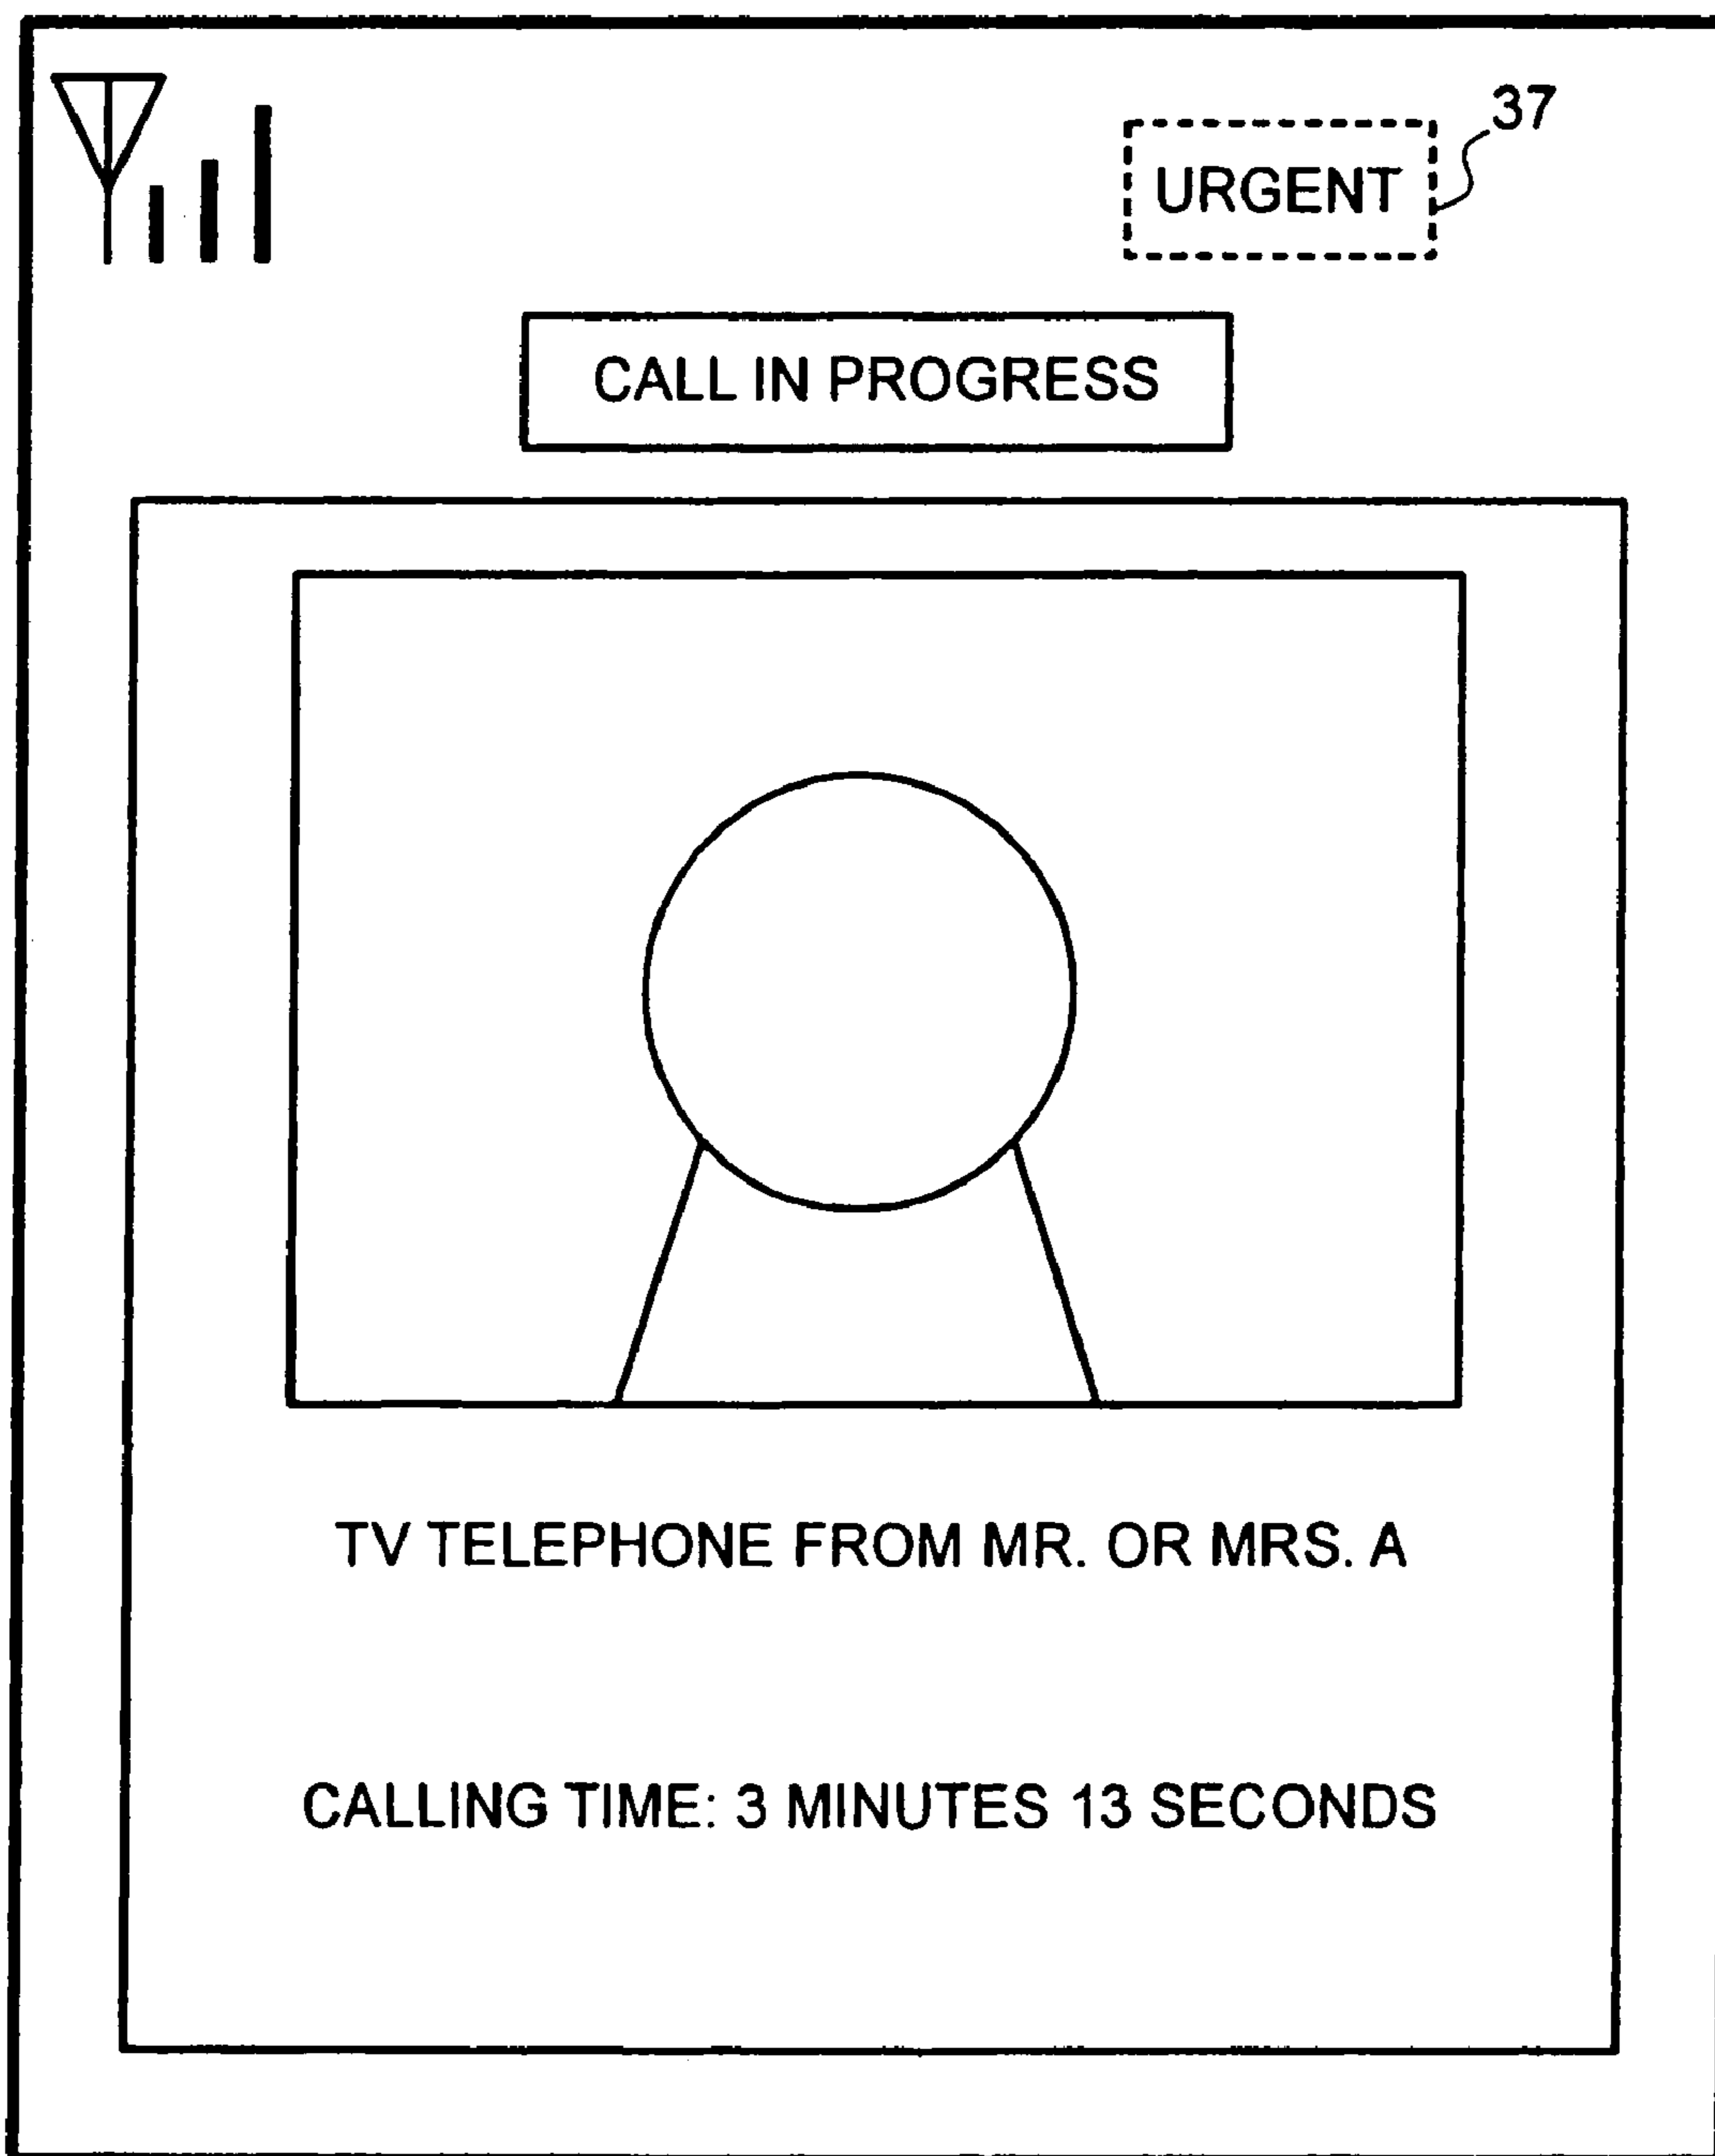 37
URGENT
CALL IN PROGRESS
TV TELEPHONE FROM MR. OR MRS. A
CALLING TIME: 3 MINUTES 13 SECONDS